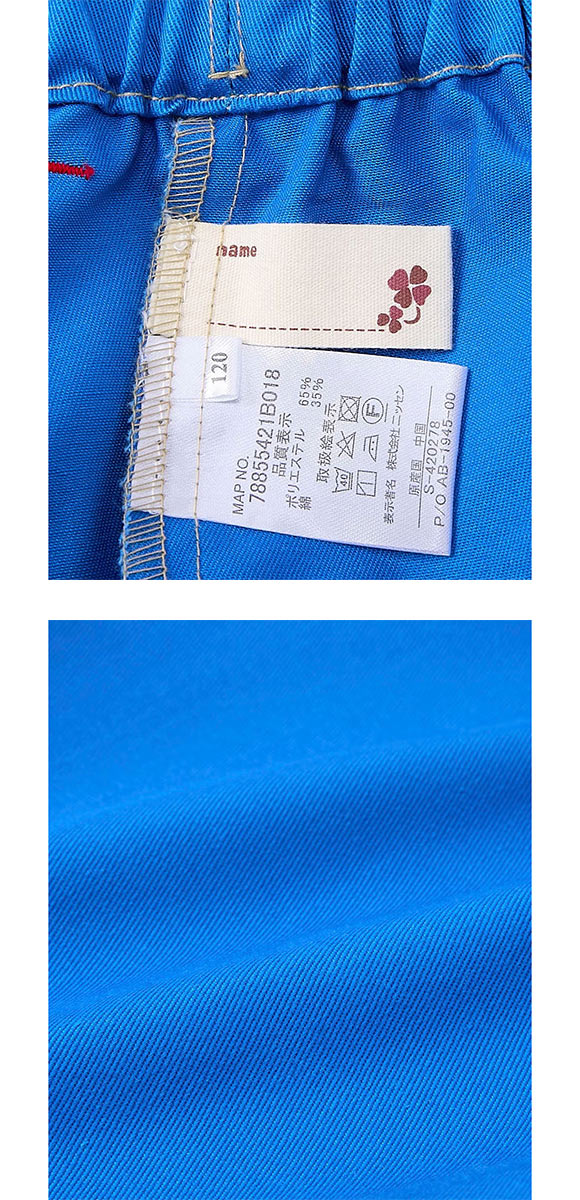 name
120
MAP NO.
78855421B018
品質表示
ポリエステル 65%
綿 35%
取扱絵表示
40
F
表示者名 株式会社ニッセン
原産国 中国
S-420278
P/O AB-1945-00